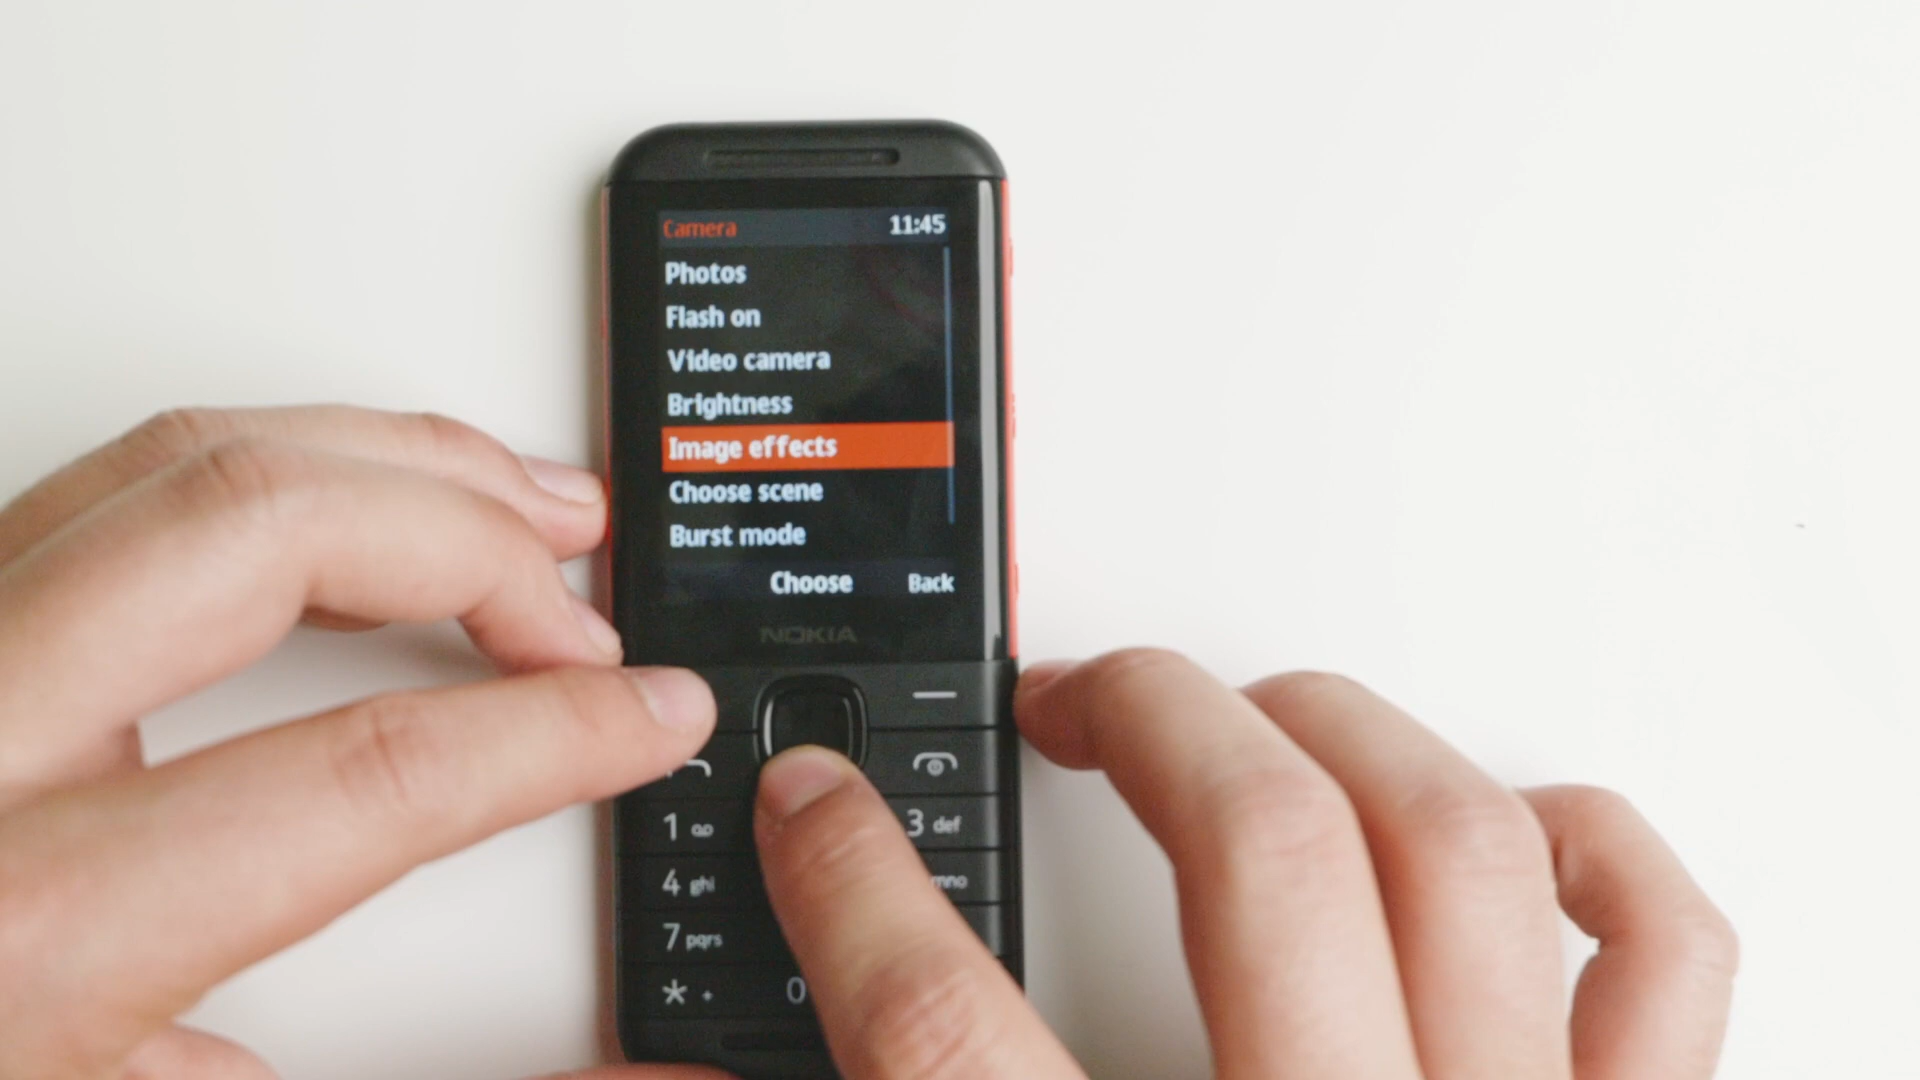 Camera 11:45
Photos
Flash on
Video camera
Brightness
Image effects
Choose scene
Burst mode
Choose Back
NOKIA
1 3 def
4 ghi mno
7 pqrs
* + 0